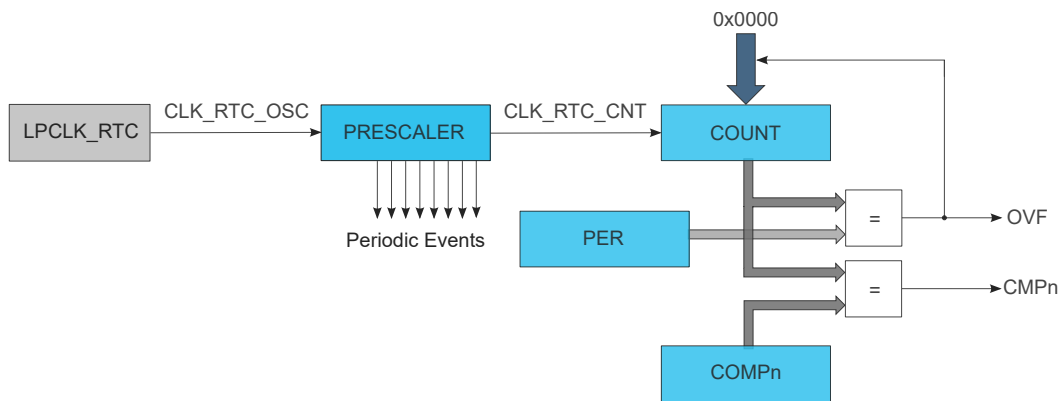 0x0000
CLK_RTC_OSC
CLK_RTC_CNT
LPCLK_RTC
PRESCALER
COUNT
Periodic Events
PER
=
OVF
=
CMPn
COMPn